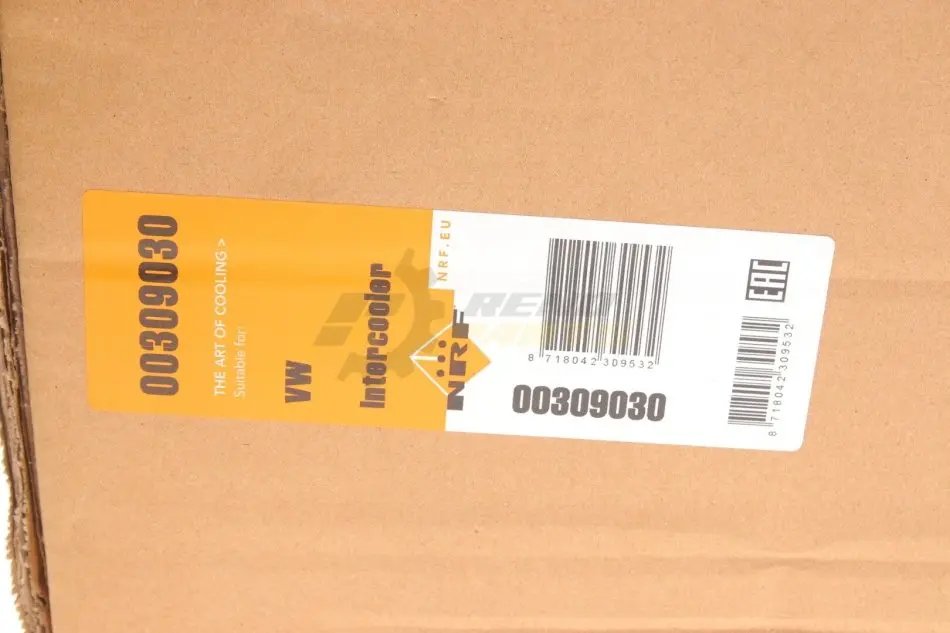 00309030
THE ART OF COOLING >
Suitable for:
VW
Intercooler
NRF.EU
NRF
8 718042 309532
00309030
EAC
8 718042 309532